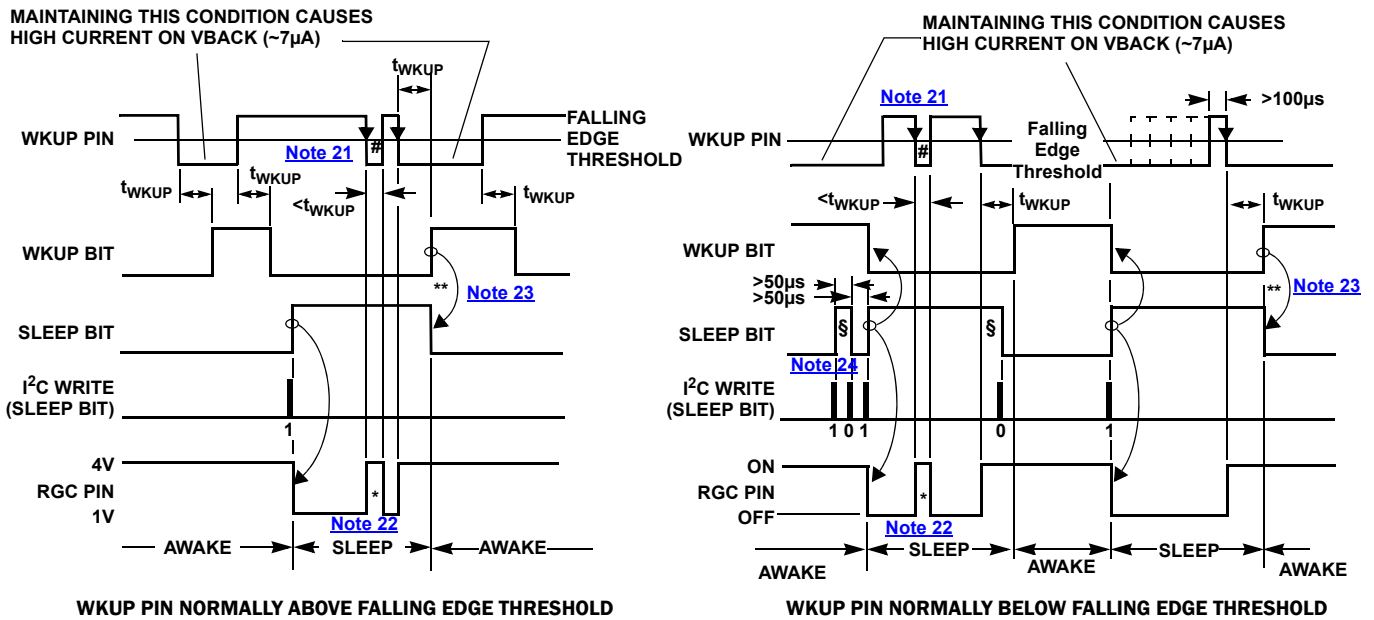 MAINTAINING THIS CONDITION CAUSES
HIGH CURRENT ON VBACK (~7µA)
tWKUP
WKUP PIN
Note 21
#
FALLING
EDGE
THRESHOLD
tWKUP
tWKUP
<tWKUP
tWKUP
WKUP BIT
**
Note 23
SLEEP BIT
I2C WRITE
(SLEEP BIT)
1
4V
RGC PIN
*
1V
Note 22
AWAKE
SLEEP
AWAKE
WKUP PIN NORMALLY ABOVE FALLING EDGE THRESHOLD
MAINTAINING THIS CONDITION CAUSES
HIGH CURRENT ON VBACK (~7µA)
Note 21
>100µs
WKUP PIN
#
Falling
Edge
Threshold
<tWKUP
tWKUP
tWKUP
WKUP BIT
>50µs
>50µs
**
Note 23
SLEEP BIT
§
§
Note 24
I2C WRITE
(SLEEP BIT)
1 0 1
0
1
ON
RGC PIN
*
OFF
Note 22
SLEEP
SLEEP
AWAKE
AWAKE
AWAKE
WKUP PIN NORMALLY BELOW FALLING EDGE THRESHOLD